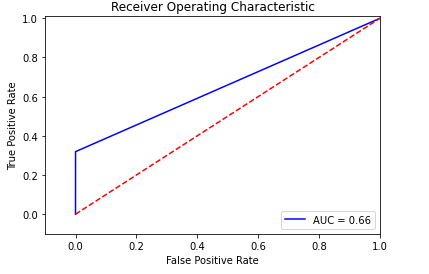 Receiver Operating Characteristic
1.0
0.8
0.6
0.4
0.2
0.0
True Positive Rate
AUC = 0.66
0.0 0.2 0.4 0.6 0.8 1.0
False Positive Rate